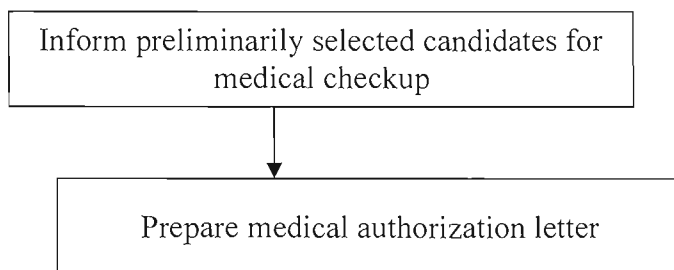 Inform preliminarily selected candidates for
medical checkup
Prepare medical authorization letter